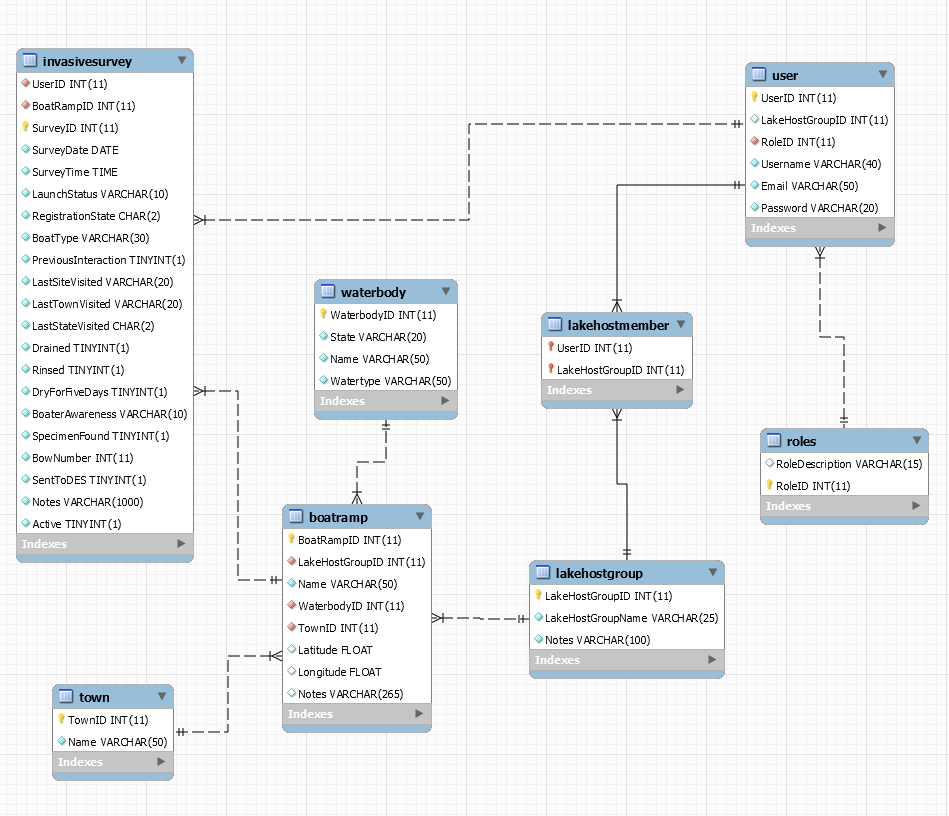 invasivesurvey
UserID INT(11)
BoatRampID INT(11)
SurveyID INT(11)
SurveyDate DATE
SurveyTime TIME
LaunchStatus VARCHAR(10)
RegistrationState CHAR(2)
BoatType VARCHAR(30)
PreviousInteraction TINYINT(1)
LastSiteVisited VARCHAR(20)
LastTownVisited VARCHAR(20)
LastStateVisited CHAR(2)
Drained TINYINT(1)
Rinsed TINYINT(1)
DryForFiveDays TINYINT(1)
BoaterAwareness VARCHAR(10)
SpecimenFound TINYINT(1)
BowNumber INT(11)
SentToDES TINYINT(1)
Notes VARCHAR(1000)
Active TINYINT(1)
Indexes
user
UserID INT(11)
LakeHostGroupID INT(11)
RoleID INT(11)
Username VARCHAR(40)
Email VARCHAR(50)
Password VARCHAR(20)
Indexes
waterbody
WaterbodyID INT(11)
State VARCHAR(20)
Name VARCHAR(50)
Watertype VARCHAR(50)
Indexes
lakehostmember
UserID INT(11)
LakeHostGroupID INT(11)
Indexes
roles
RoleDescription VARCHAR(15)
RoleID INT(11)
Indexes
boatramp
BoatRampID INT(11)
LakeHostGroupID INT(11)
Name VARCHAR(50)
WaterbodyID INT(11)
TownID INT(11)
Latitude FLOAT
Longitude FLOAT
Notes VARCHAR(265)
Indexes
lakehostgroup
LakeHostGroupID INT(11)
LakeHostGroupName VARCHAR(25)
Notes VARCHAR(100)
Indexes
town
TownID INT(11)
Name VARCHAR(50)
Indexes